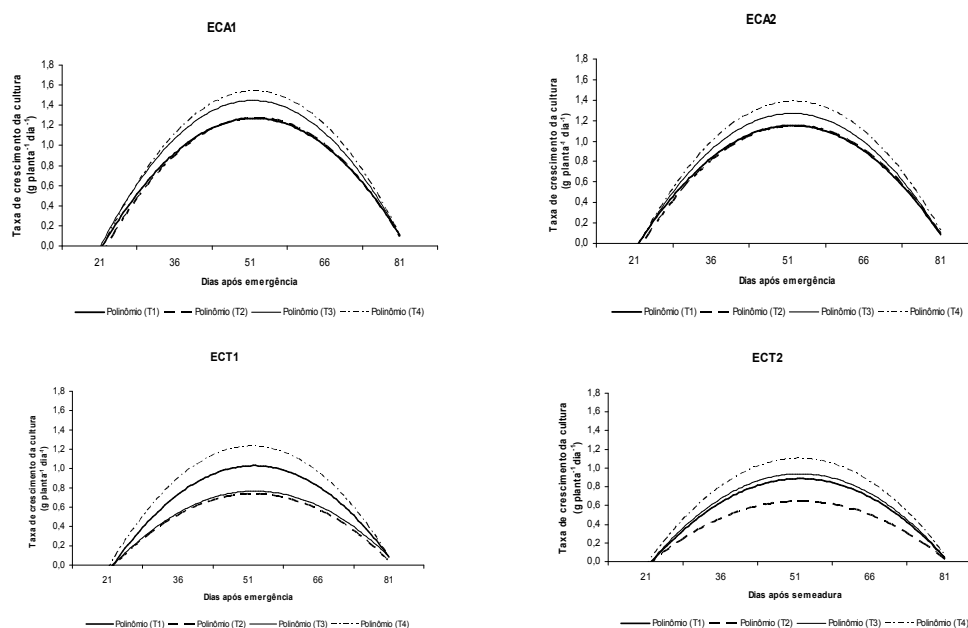 ECA1
Taxa de crescimento da cultura
(g planta⁻¹ dia⁻¹)
1,8
1,6
1,4
1,2
1,0
0,8
0,6
0,4
0,2
0,0
21 36 51 66 81
Dias após emergência
Polinômio (T1) Polinômio (T2) Polinômio (T3) Polinômio (T4)
ECA2
Taxa de crescimento da cultura
(g planta⁻¹ dia⁻¹)
1,8
1,6
1,4
1,2
1,0
0,8
0,6
0,4
0,2
0,0
21 36 51 66 81
Dias após emergência
Polinômio (T1) Polinômio (T2) Polinômio (T3) Polinômio (T4)
ECT1
Taxa de crescimento da cultura
(g planta⁻¹ dia⁻¹)
1,8
1,6
1,4
1,2
1,0
0,8
0,6
0,4
0,2
0,0
21 36 51 66 81
Dias após emergência
Polinômio (T1) Polinômio (T2) Polinômio (T3) Polinômio (T4)
ECT2
Taxa de crescimento da cultura
(g planta⁻¹ dia⁻¹)
1,8
1,6
1,4
1,2
1,0
0,8
0,6
0,4
0,2
0,0
21 36 51 66 81
Dias após semeadura
Polinômio (T1) Polinômio (T2) Polinômio (T3) Polinômio (T4)